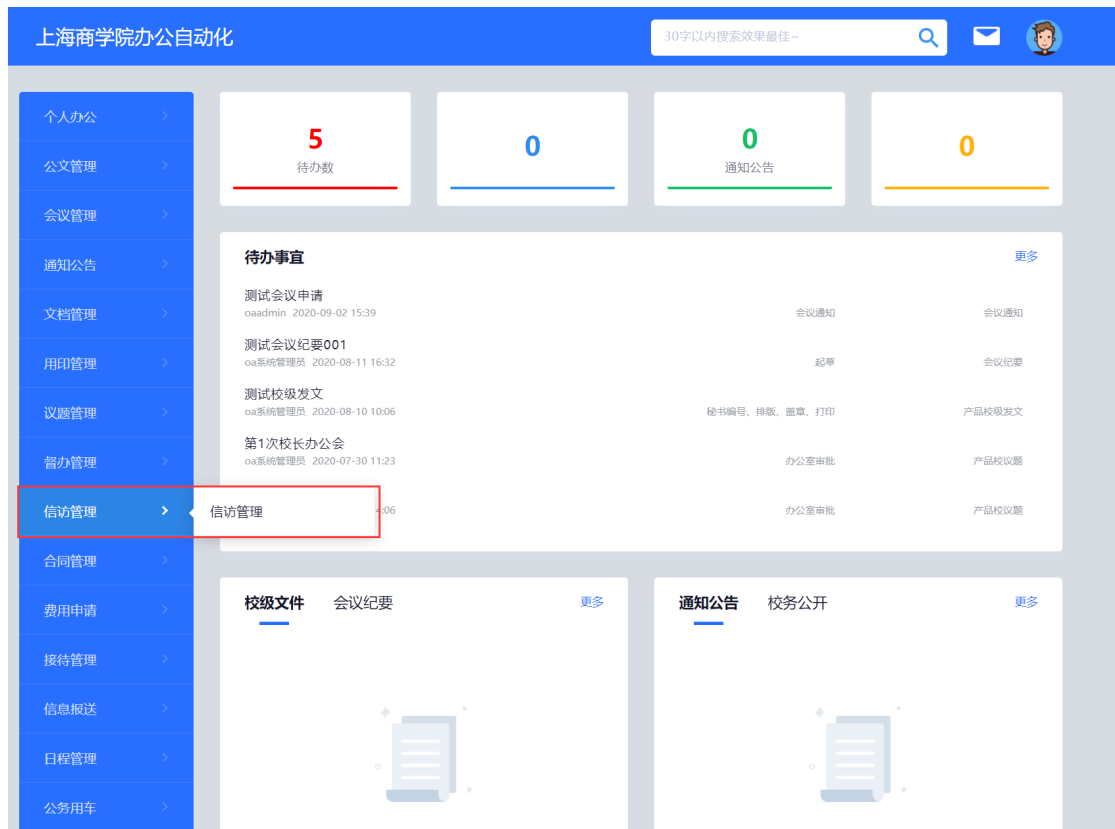 上海商学院办公自动化
30字以内搜索效果最佳~
个人办公
公文管理
会议管理
通知公告
文档管理
用印管理
议题管理
督办管理
信访管理
信访管理
合同管理
费用申请
接待管理
信息报送
日程管理
公务用车
5
待办数
0
0
通知公告
0
待办事宜
更多
测试会议申请
oaadmin 2020-09-02 15:39
会议通知
会议通知
测试会议纪要001
oa系统管理员 2020-08-11 16:32
起草
会议纪要
测试校级发文
oa系统管理员 2020-08-10 10:06
秘书编号、排版、盖章、打印
产品校级发文
第1次校长办公会
oa系统管理员 2020-07-30 11:23
办公室审批
产品校议题
:06
办公室审批
产品校议题
校级文件
会议纪要
更多
通知公告
校务公开
更多